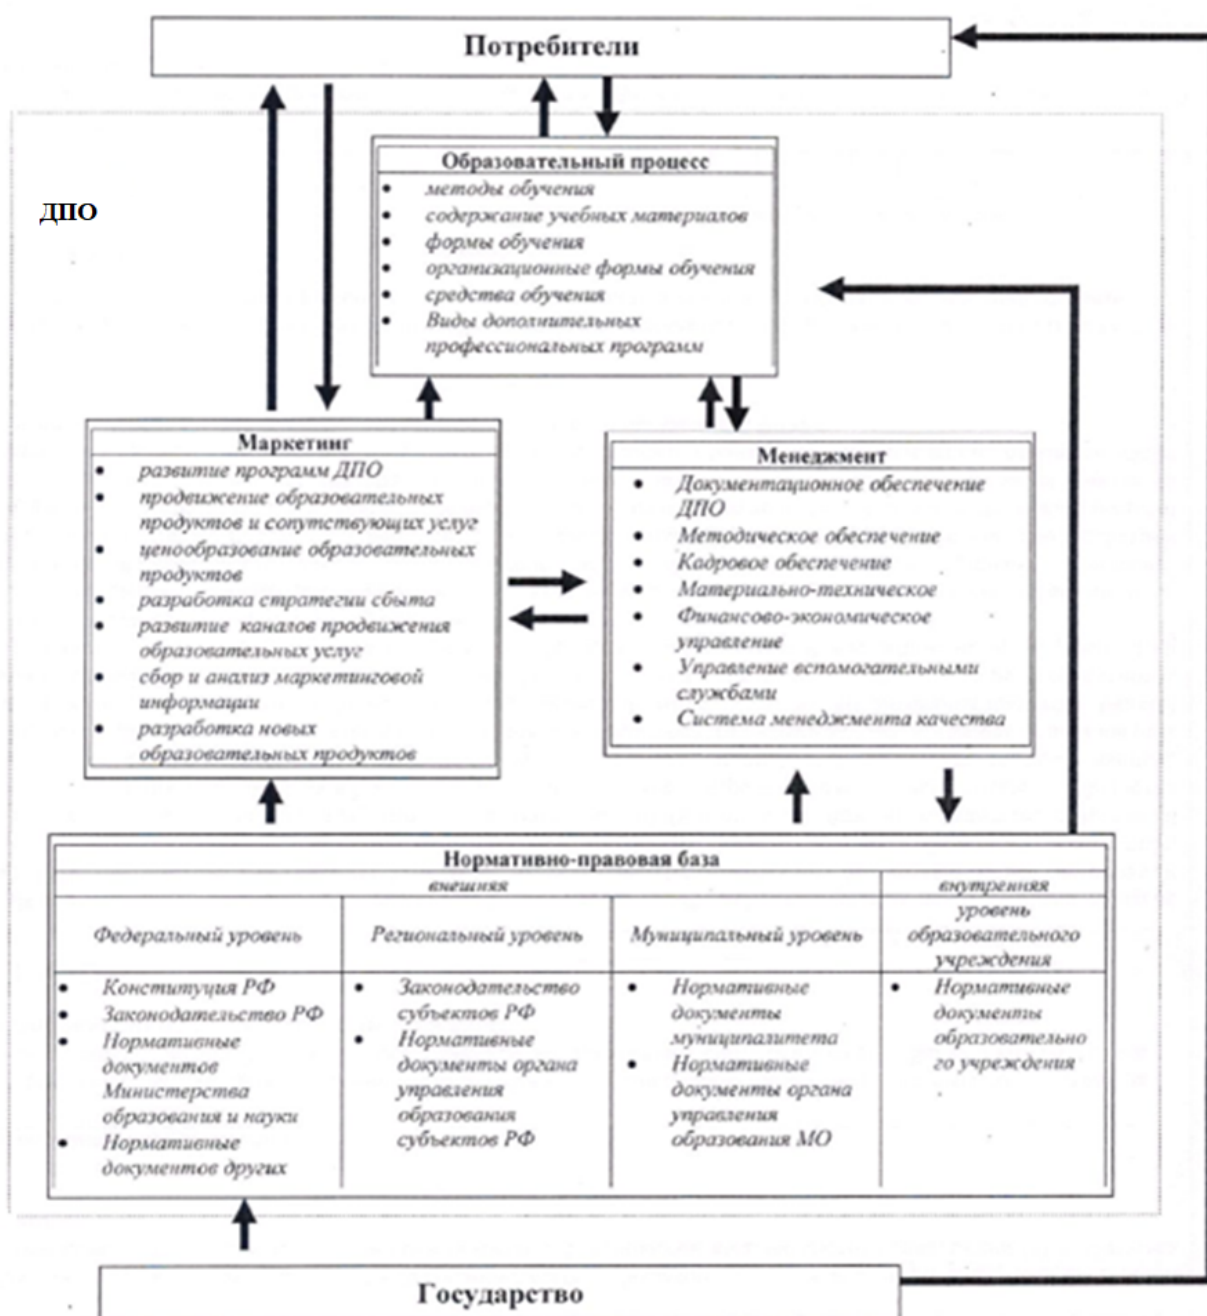 Потребители
ДПО
Образовательный процесс
• методы обучения
• содержание учебных материалов
• формы обучения
• организационные формы обучения
• средства обучения
• Виды дополнительных
профессиональных программ
Маркетинг
• развитие программ ДПО
• продвижение образовательных
продуктов и сопутствующих услуг
• ценообразование образовательных
продуктов
• разработка стратегии сбыта
• развитие каналов продвижения
образовательных услуг
• сбор и анализ маркетинговой
информации
• разработка новых
образовательных продуктов
Менеджмент
• Документационное обеспечение
ДПО
• Методическое обеспечение
• Кадровое обеспечение
• Материально-техническое
• Финансово-экономическое
управление
• Управление вспомогательными
службами
• Система менеджмента качества
Нормативно-правовая база
внешняя
внутренняя
Федеральный уровень
Региональный уровень
Муниципальный уровень
уровень
образовательного
учреждения
• Конституция РФ
• Законодательство РФ
• Нормативные
документов
Министерства
образования и науки
• Нормативные
документов других
• Законодательство
субъектов РФ
• Нормативные
документы органа
управления
образования
субъектов РФ
• Нормативные
документы
муниципалитета
• Нормативные
документы органа
управления
образования МО
• Нормативные
документы
образовательно
го учреждения
Государство